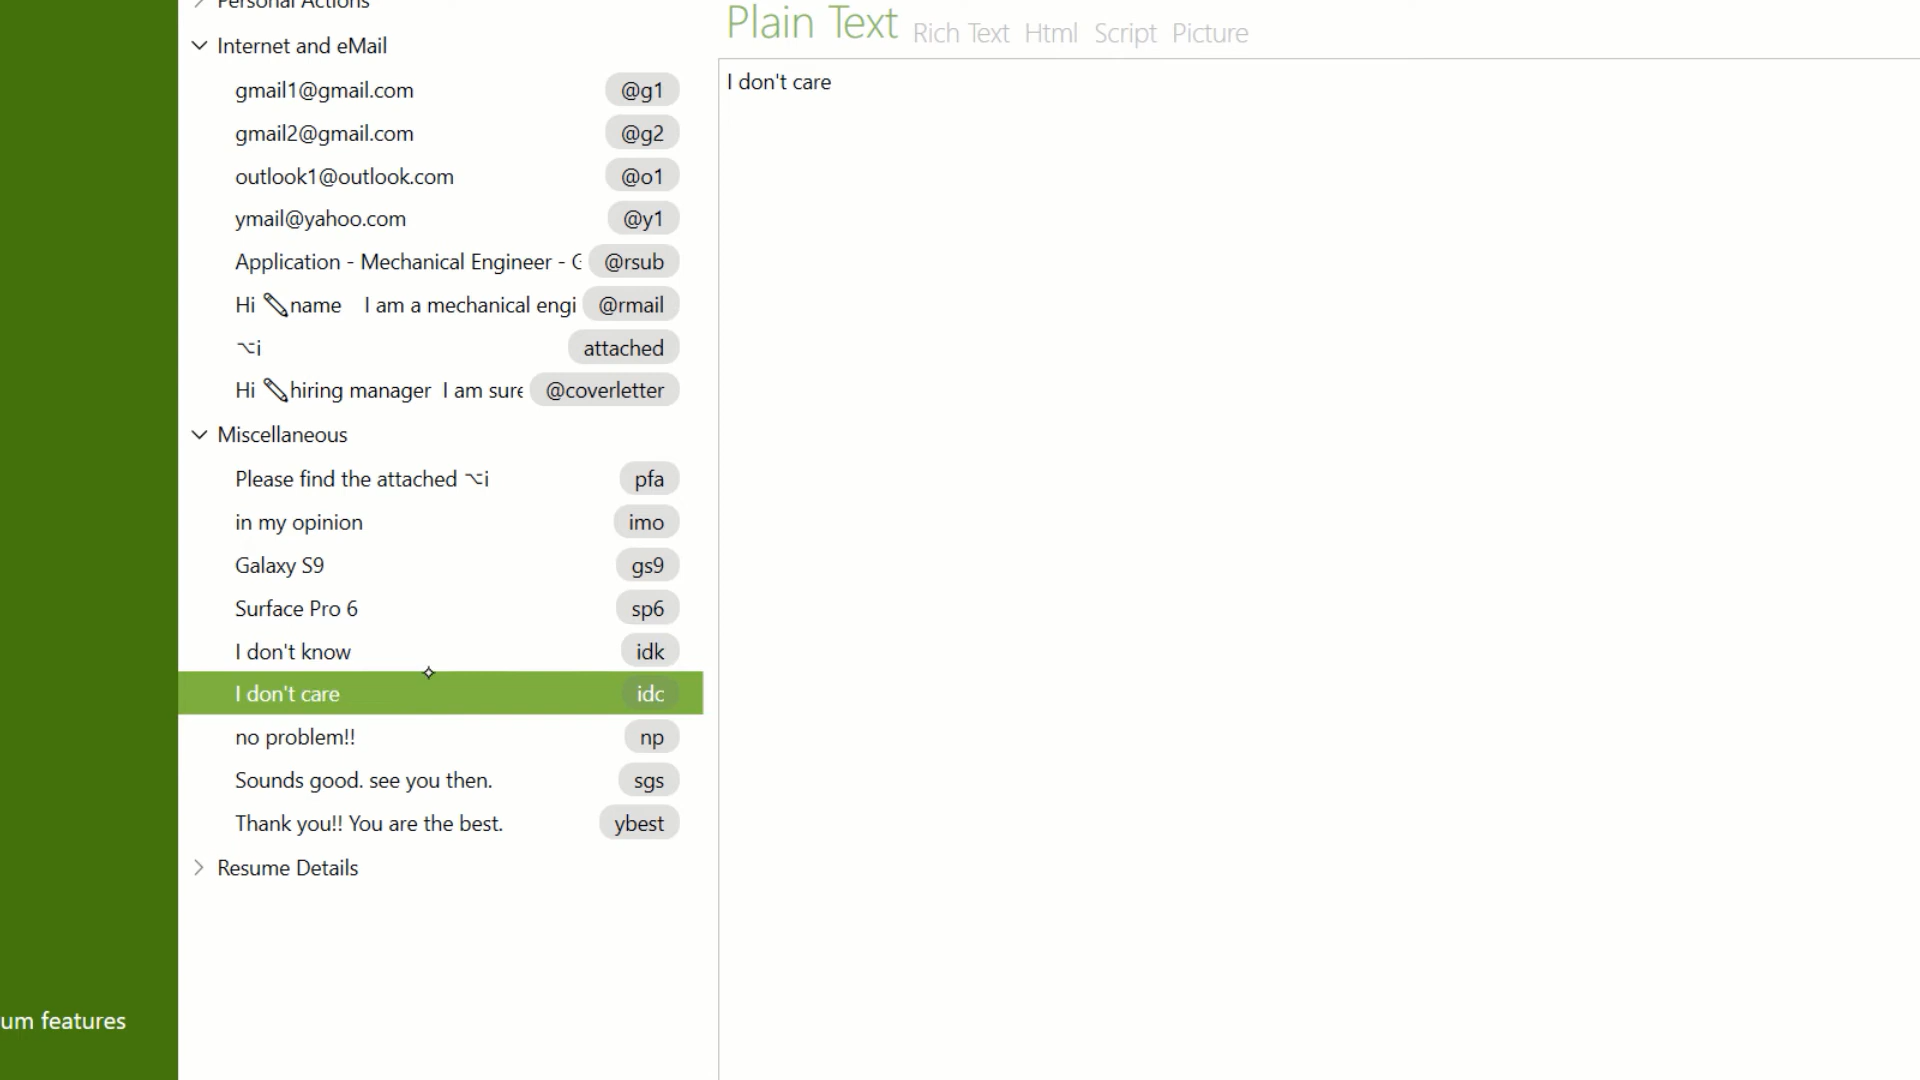 Personal Actions
Internet and eMail
gmail1@gmail.com @g1
gmail2@gmail.com @g2
outlook1@outlook.com @o1
ymail@yahoo.com @y1
Application - Mechanical Engineer - @rsub
Hi name I am a mechanical engi @rmail
⌥i attached
Hi hiring manager I am sure @coverletter
Miscellaneous
Please find the attached ⌥i pfa
in my opinion imo
Galaxy S9 gs9
Surface Pro 6 sp6
I don't know idk
I don't care idc
no problem!! np
Sounds good. see you then. sgs
Thank you!! You are the best. ybest
Resume Details
um features
Plain Text Rich Text Html Script Picture
I don't care